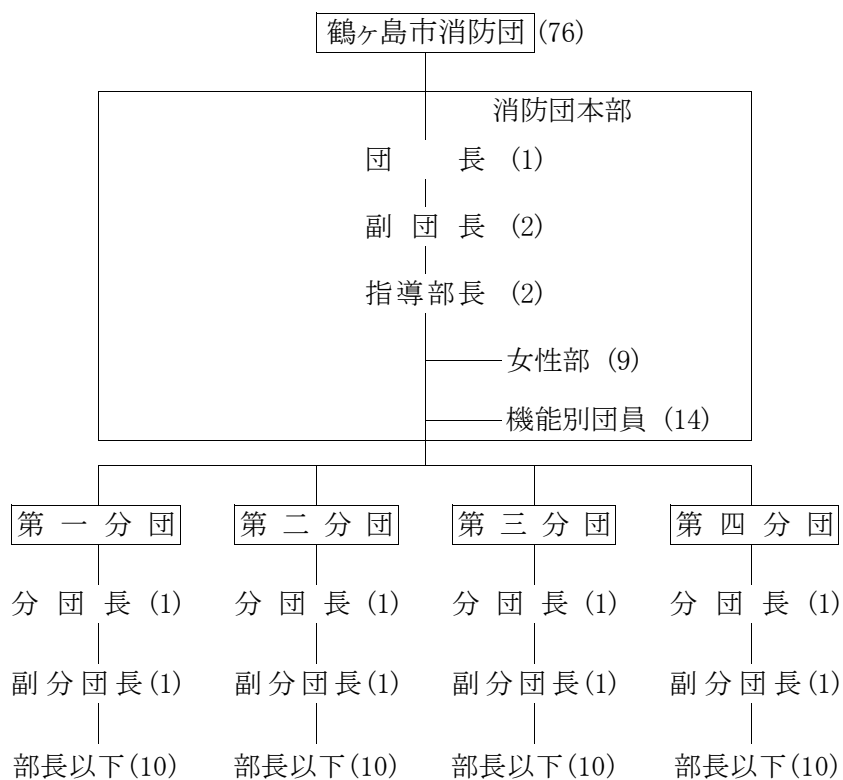 鶴ヶ島市消防団 (76)
消防団本部
団長 (1)
副団長 (2)
指導部長 (2)
女性部 (9)
機能別団員 (14)
第一分団 第二分団 第三分団 第四分団
分団長 (1) 分団長 (1) 分団長 (1) 分団長 (1)
副分団長(1) 副分団長(1) 副分団長(1) 副分団長(1)
部長以下(10) 部長以下(10) 部長以下(10) 部長以下(10)